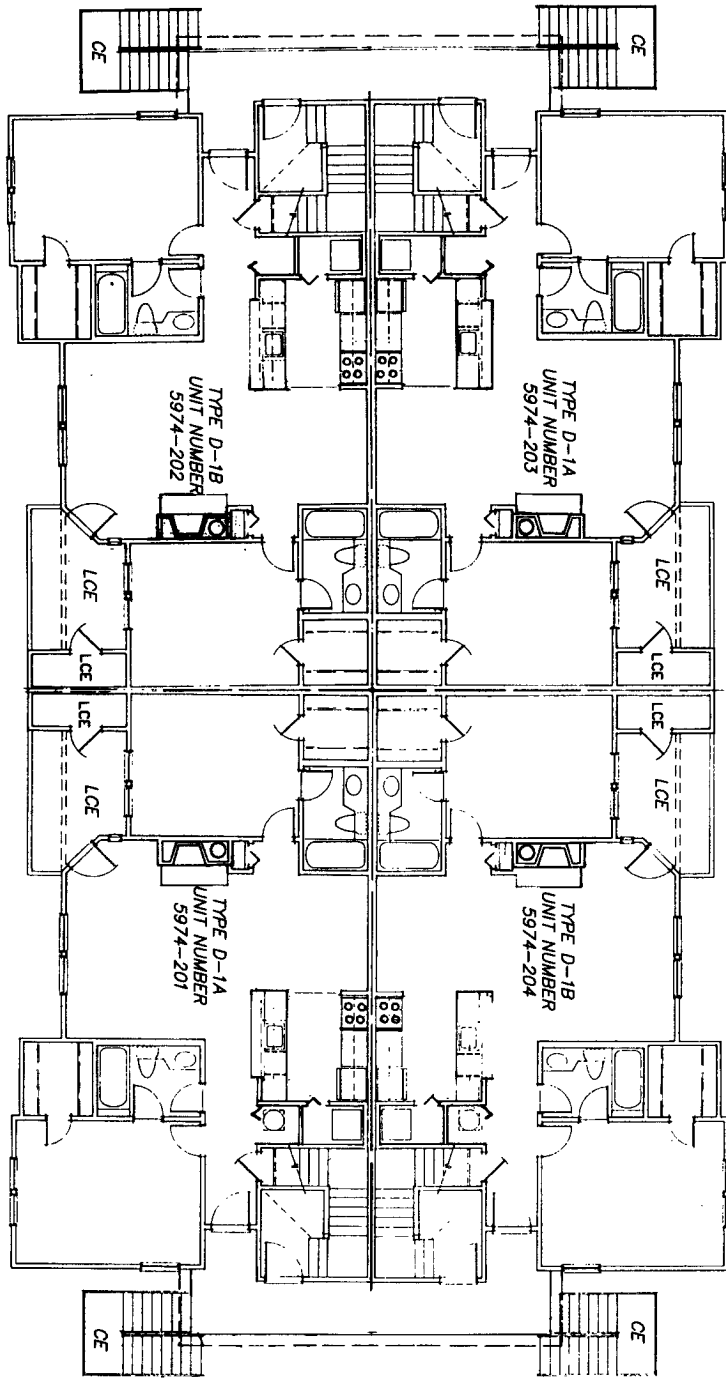 CE
CE
TYPE D-1B
UNIT NUMBER
5974-202
TYPE D-1A
UNIT NUMBER
5974-203
LCE
LCE
LCE
LCE
LCE
LCE
LCE
LCE
TYPE D-1A
UNIT NUMBER
5974-201
TYPE D-1B
UNIT NUMBER
5974-204
CE
CE